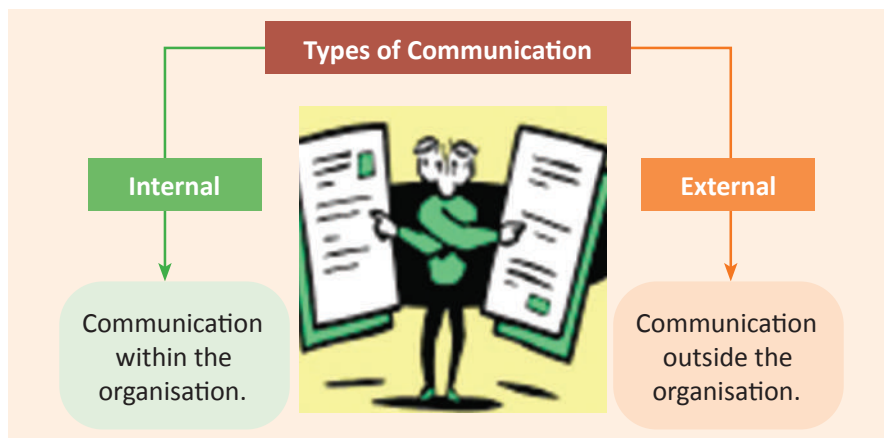 Types of Communication
Internal
External
Communication
within the
organisation.
Communication
outside the
organisation.